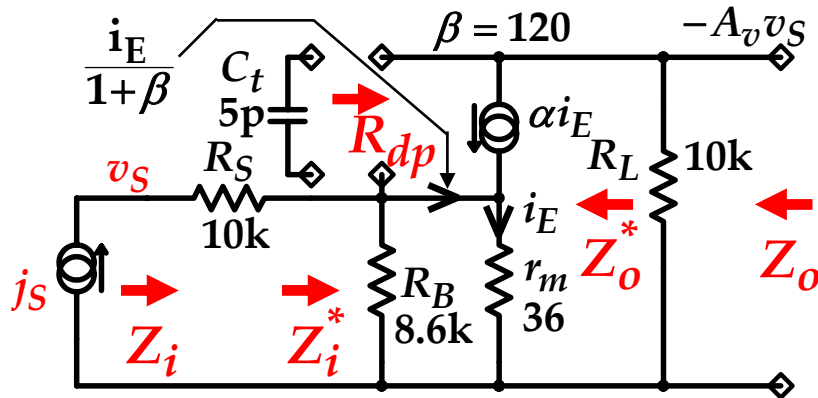 i_E
1+β
β = 120
−A_v v_S
C_t
5p
R_dp
αi_E
R_S
v_S
R_L
10k
10k
i_E
j_S
Z_i
Z_i^*
R_B
8.6k
r_m
36
Z_o^*
Z_o